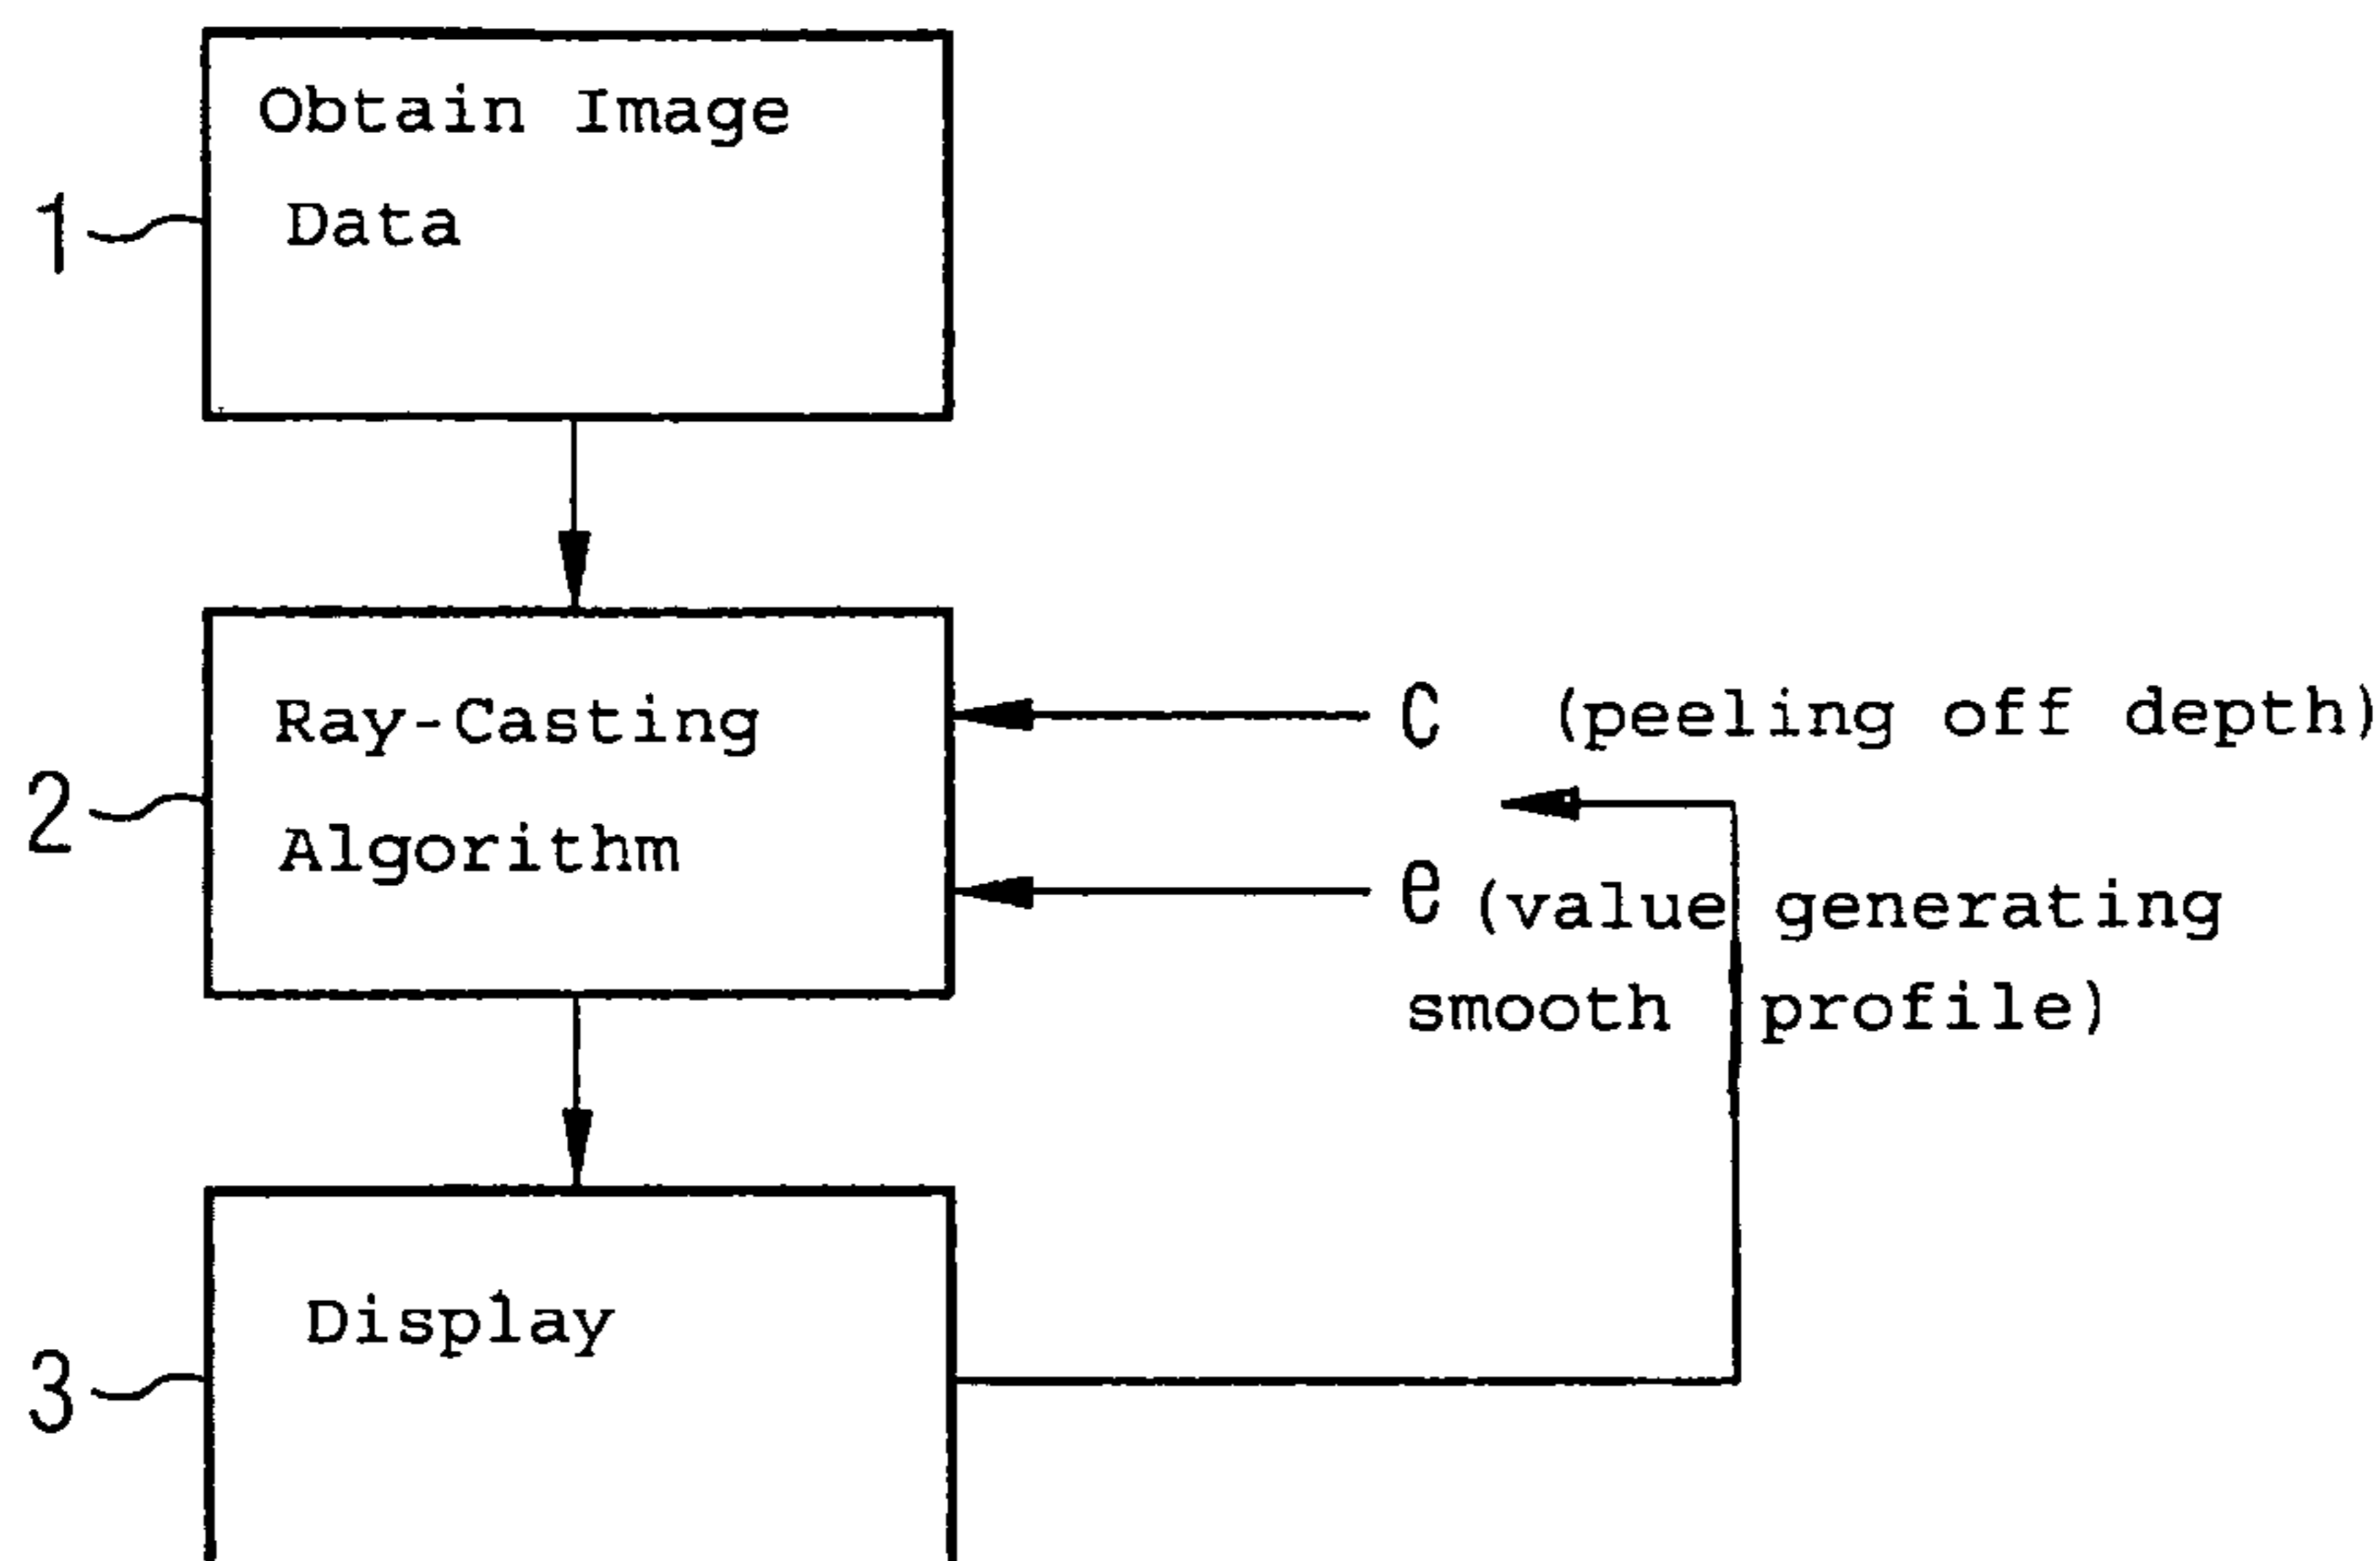 Obtain Image
Data
1
Ray-Casting
Algorithm
2
C (peeling off depth)
e (value generating
smooth profile)
Display
3